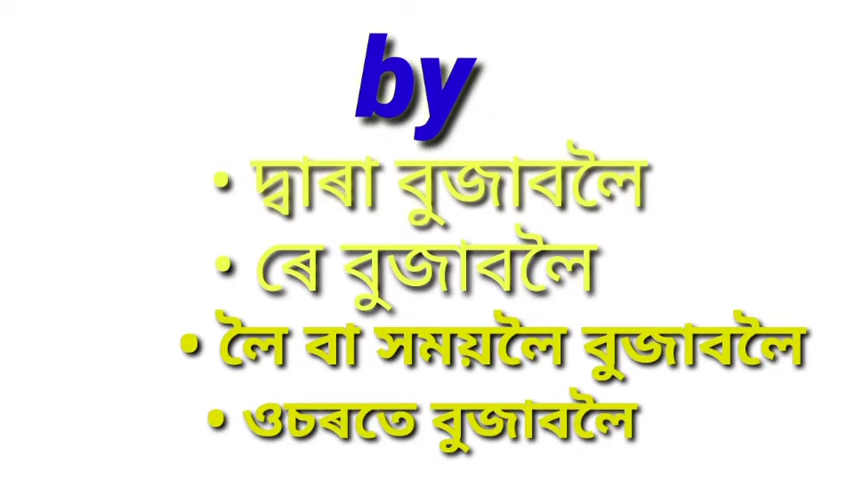 by
• দ্বাৰা বুজাবলৈ
• ৰে বুজাবলৈ
• লৈ বা সময়লৈ বুজাবলৈ
• ওচৰতে বুজাবলৈ